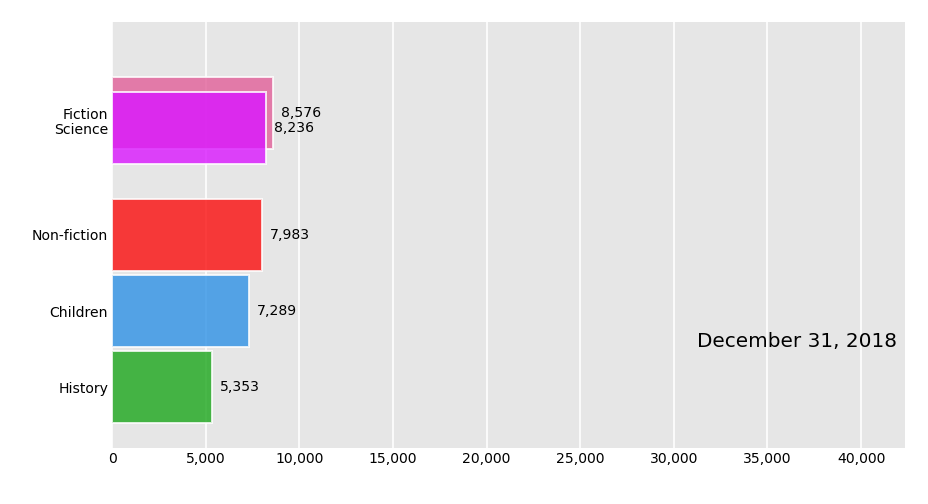 Fiction 8,576
Science 8,236
Non-fiction 7,983
Children 7,289
December 31, 2018
History 5,353
0 5,000 10,000 15,000 20,000 25,000 30,000 35,000 40,000